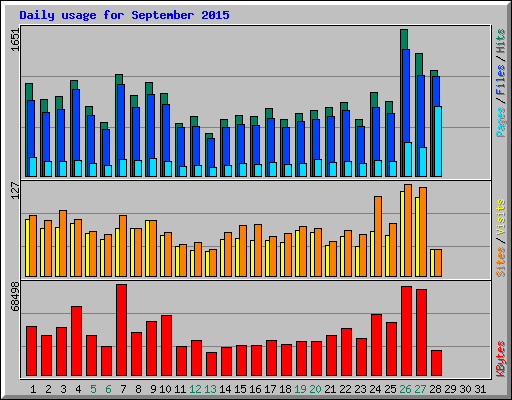 Daily usage for September 2015
1651
Pages / Files / Hits
127
Sites / Visits
68498
KBytes
1 2 3 4 5 6 7 8 9 10 11 12 13 14 15 16 17 18 19 20 21 22 23 24 25 26 27 28 29 30 31